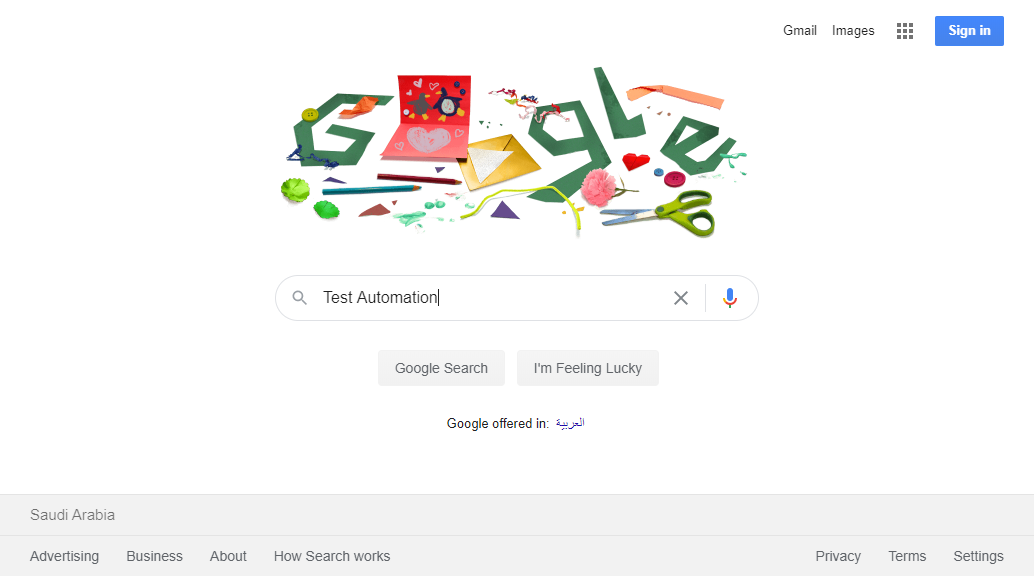 Gmail Images Sign in
Google
Test Automation
Google Search I'm Feeling Lucky
Google offered in: العربية
Saudi Arabia
Advertising Business About How Search works Privacy Terms Settings